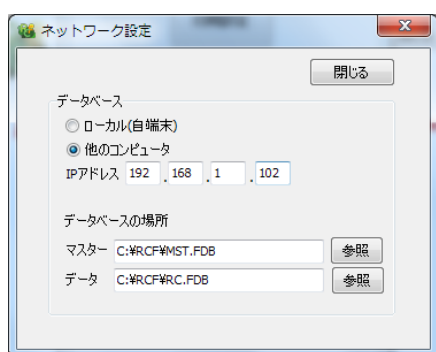 ネットワーク設定
閉じる
データベース
ローカル(自端末)
他のコンピュータ
IPアドレス 192 . 168 . 1 . 102
データベースの場所
マスター C:¥RCF¥MST.FDB 参照
データ C:¥RCF¥RC.FDB 参照